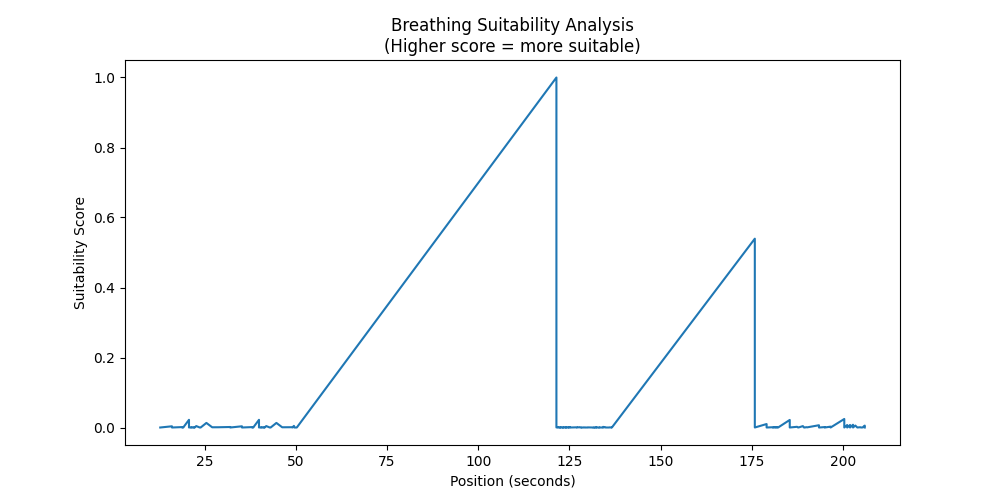 Breathing Suitability Analysis
(Higher score = more suitable)
1.0
0.8
0.6
0.4
0.2
0.0
Suitability Score
25 50 75 100 125 150 175 200
Position (seconds)